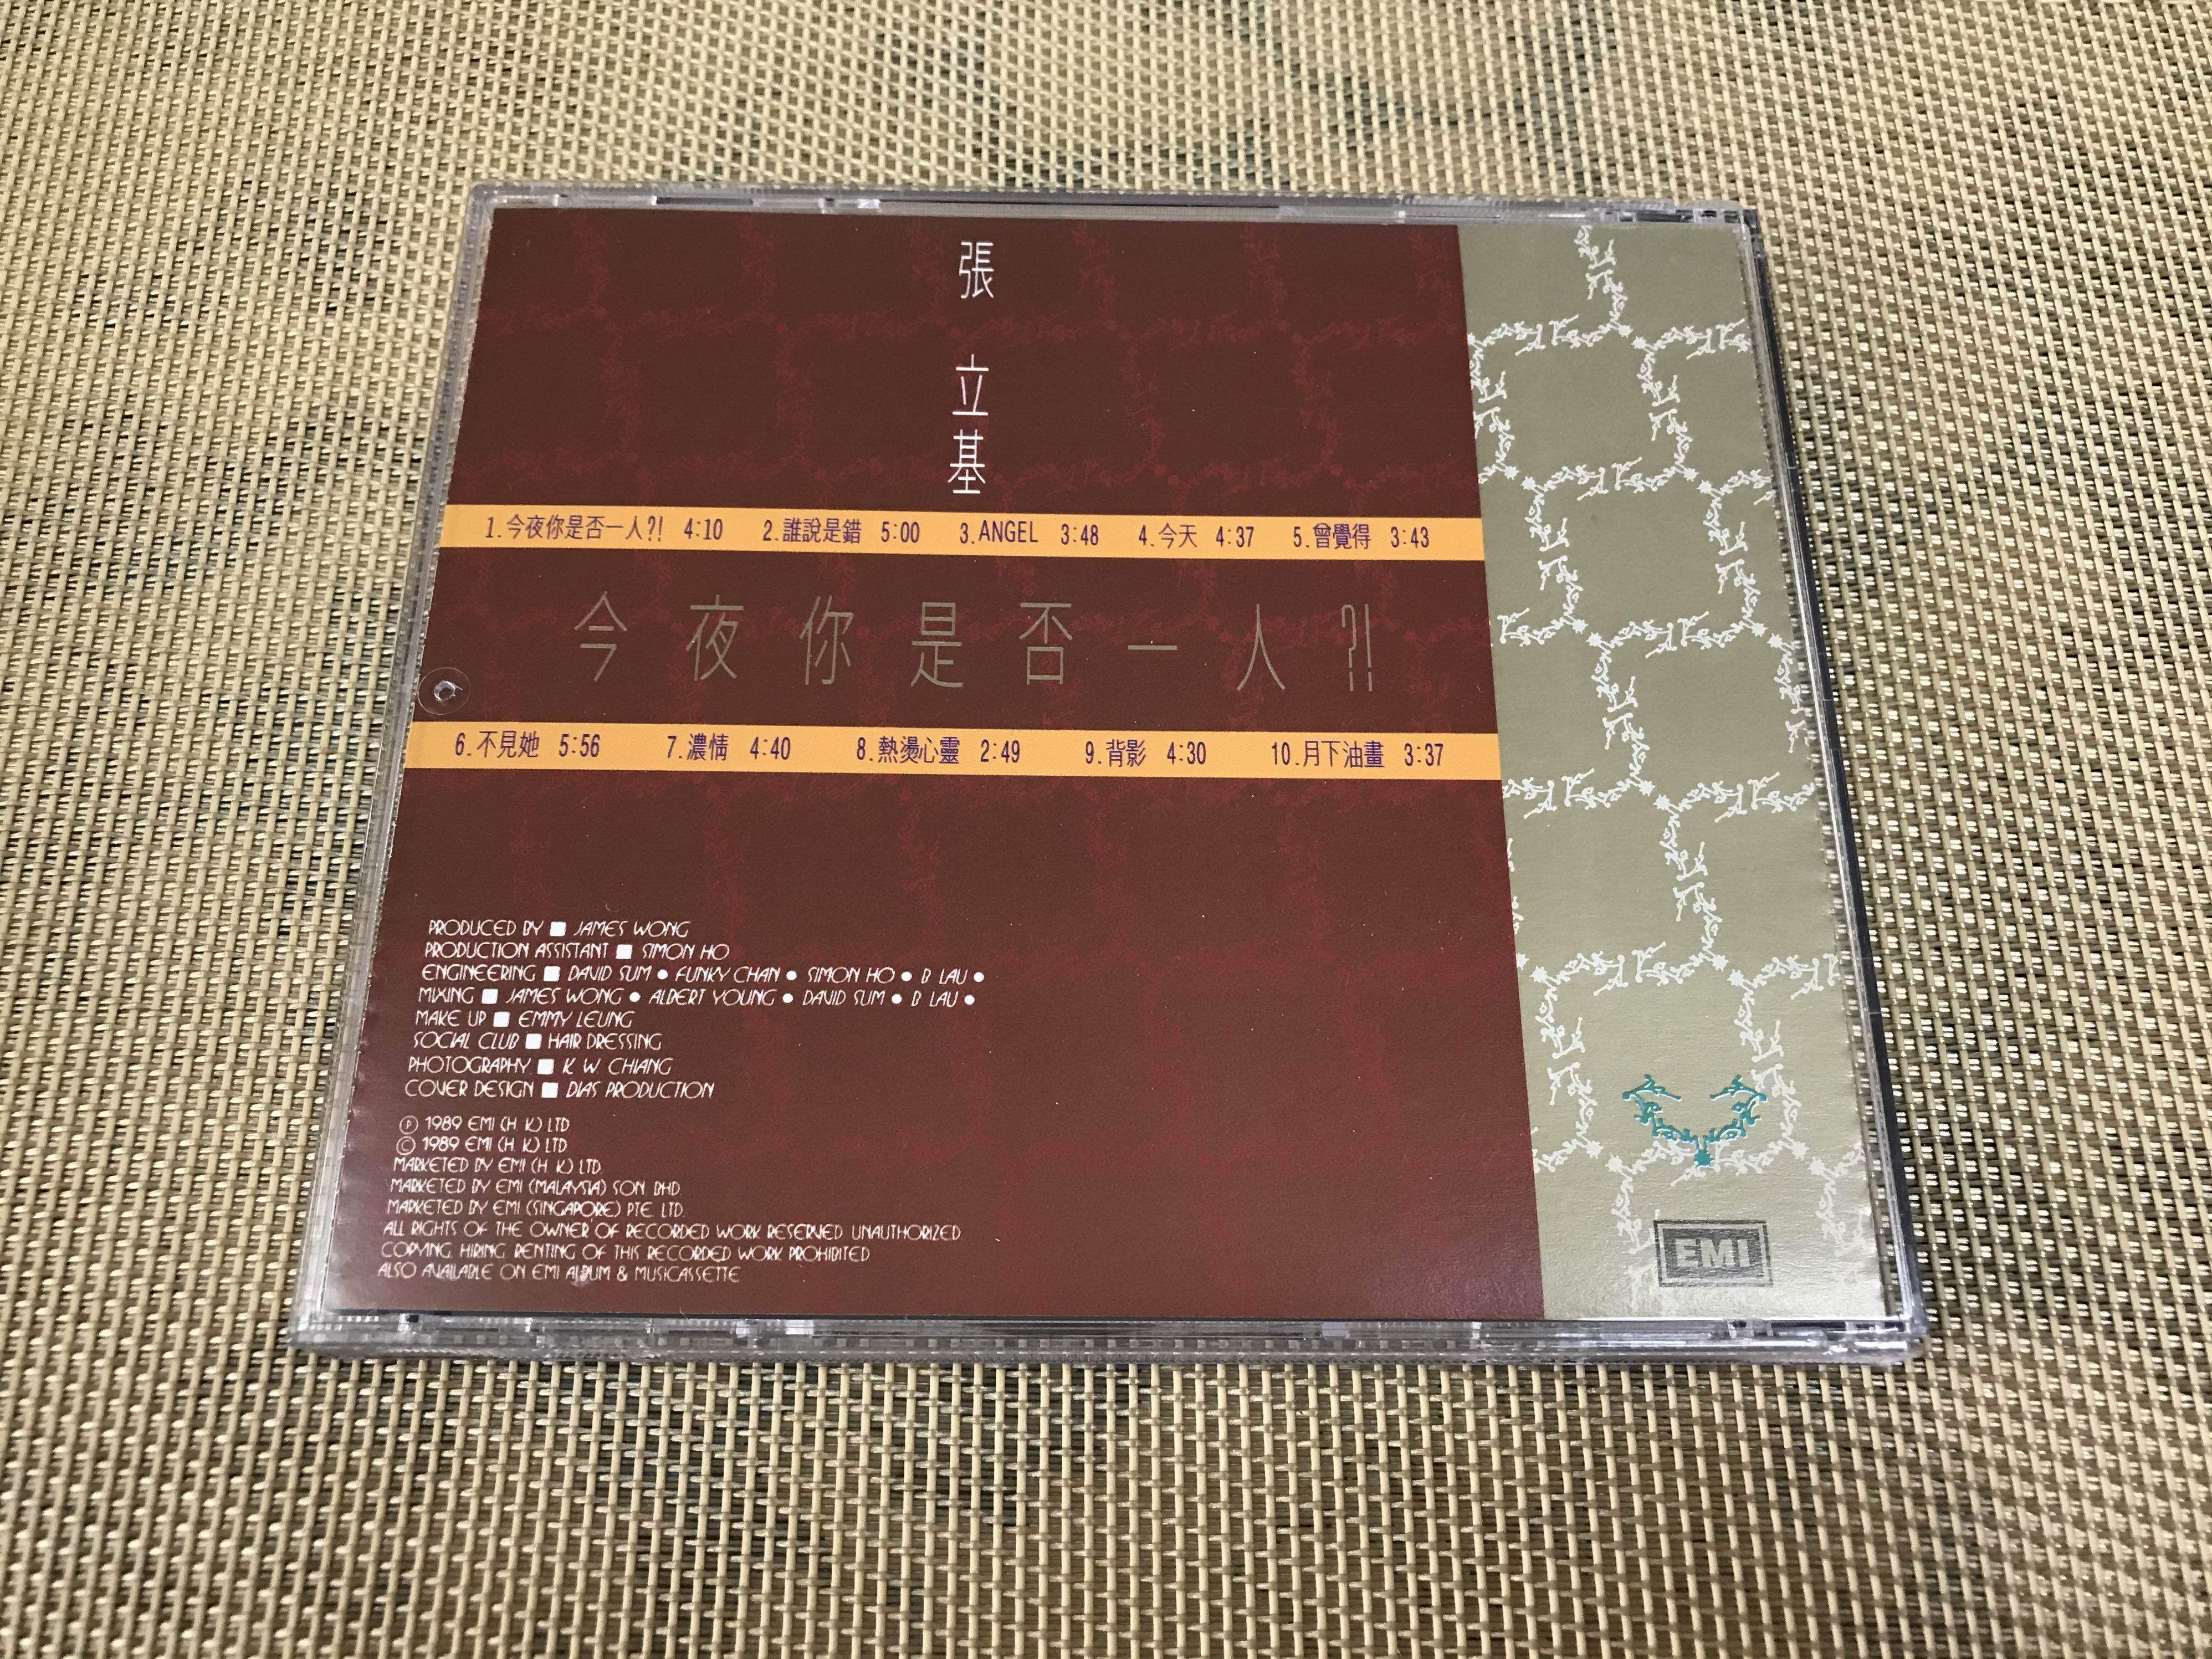 張立基
1.今夜你是否一人?! 4:10 2.誰說是錯 5:00 3.ANGEL 3:48 4.今天 4:37 5.曾覺得 3:43
今夜你是否一人?!
6.不見她 5:56 7.濃情 4:40 8.熱燙心靈 2:49 9.背影 4:30 10.月下油畫 3:37
PRODUCED BY ■ JAMES WONG
PRODUCTION ASSISTANT ■ SIMON HO
ENGINEERING ■ DAVID SUM ● FUNKY CHAN ● SIMON HO ● B LAU ●
MIXING ■ JAMES WONG ● ALBERT YOUNG ● DAVID SUM ● B LAU ●
MAKE UP ■ EMMY LEUNG
SOCIAL CLUB ■ HAIR DRESSING
PHOTOGRAPHY ■ K. W. CHIANG
COVER DESIGN ■ DIAS PRODUCTION
Ⓟ 1989 EMI (H. K.) LTD.
© 1989 EMI (H. K.) LTD.
MARKETED BY EMI (H. K.) LTD.
MARKETED BY EMI (MALAYSIA) SON. BHD.
MARKETED BY EMI (SINGAPORE) PTE. LTD.
ALL RIGHTS OF THE OWNER OF RECORDED WORK RESERVED. UNAUTHORIZED
COPYING, HIRING, RENTING OF THIS RECORDED WORK PROHIBITED
ALSO AVAILABLE ON EMI ALBUM & MUSICASSETTE
EMI